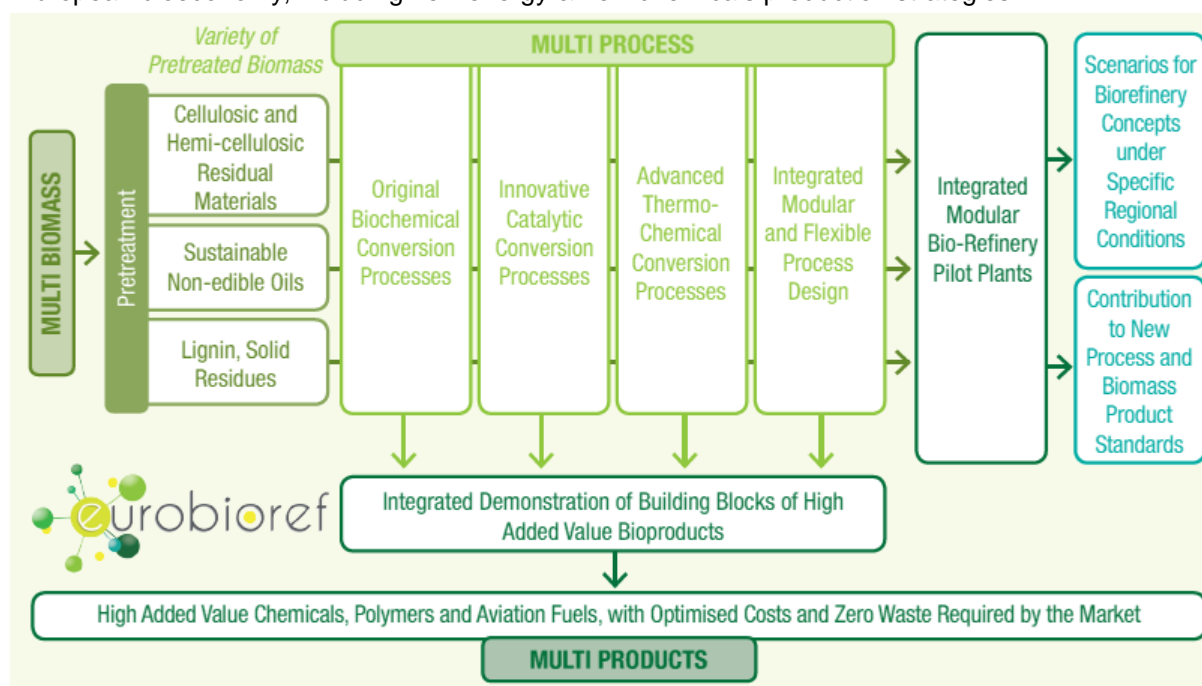 Variety of
Pretreated Biomass
MULTI PROCESS
MULTI BIOMASS
Pretreatment
Cellulosic and
Hemi-cellulosic
Residual
Materials
Sustainable
Non-edible Oils
Lignin, Solid
Residues
Original
Biochemical
Conversion
Processes
Innovative
Catalytic
Conversion
Processes
Advanced
Thermo-
Chemical
Conversion
Processes
Integrated
Modular
and Flexible
Process
Design
Integrated
Modular
Bio-Refinery
Pilot Plants
Scenarios for
Biorefinery
Concepts
under
Specific
Regional
Conditions
Contribution
to New
Process and
Biomass
Product
Standards
eurobioref
Integrated Demonstration of Building Blocks of High
Added Value Bioproducts
High Added Value Chemicals, Polymers and Aviation Fuels, with Optimised Costs and Zero Waste Required by the Market
MULTI PRODUCTS